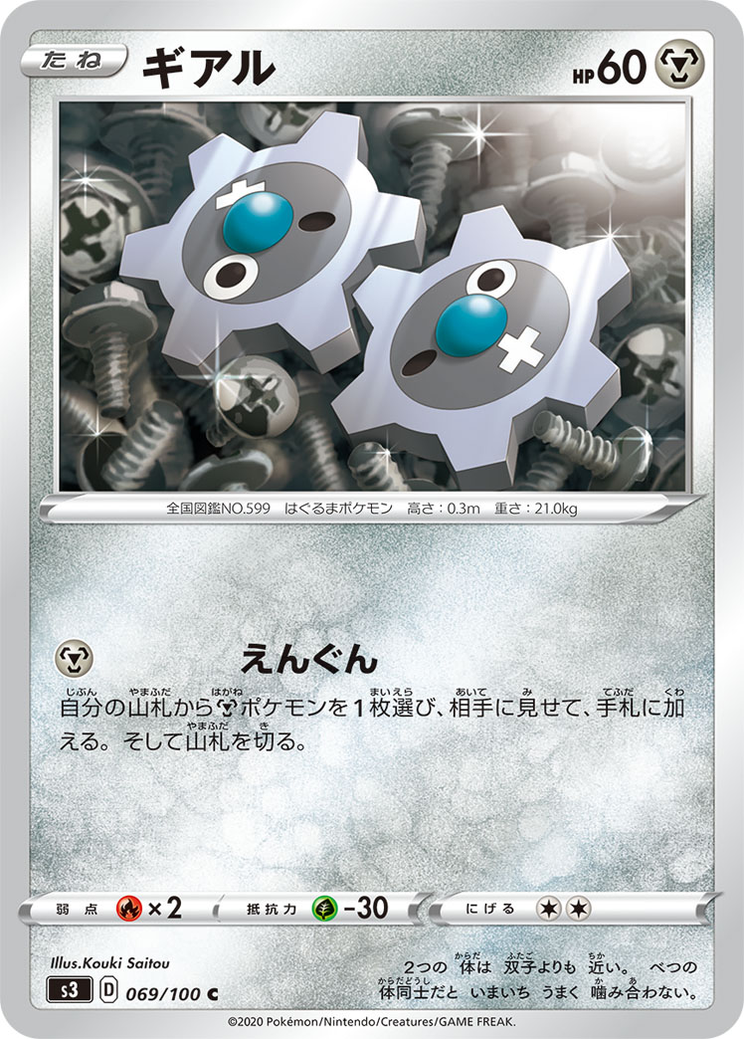 たね ギアル HP60
全国図鑑NO.599 はぐるまポケモン 高さ：0.3m 重さ：21.0kg
えんぐん
自分の山札からポケモンを1枚選び、相手に見せて、手札に加
える。そして山札を切る。
弱点 ×2 抵抗力 -30 にげる
Illus.Kouki Saitou
2つの 体は 双子よりも 近い。 べつの
体同士だと いまいち うまく 噛み合わない。
s3 D 069/100 C
©2020 Pokémon/Nintendo/Creatures/GAME FREAK.